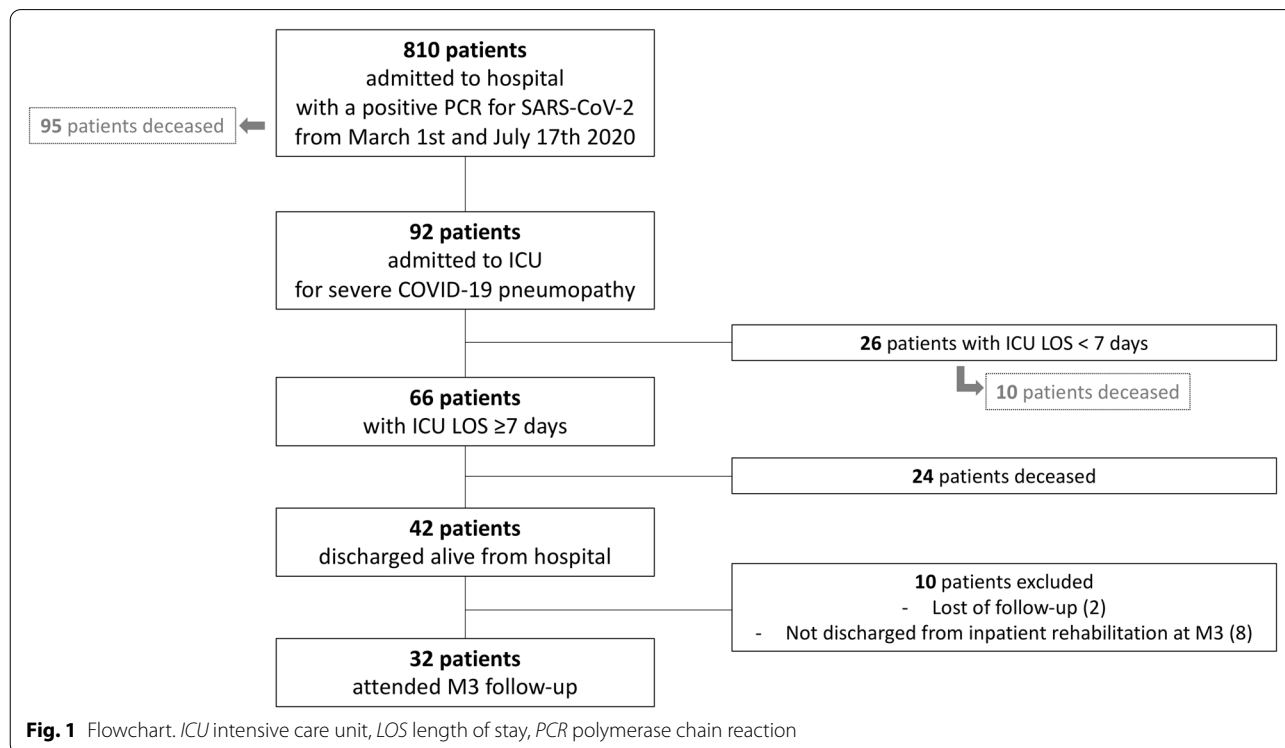 810 patients
admitted to hospital
with a positive PCR for SARS-CoV-2
from March 1st and July 17th 2020
95 patients deceased
92 patients
admitted to ICU
for severe COVID-19 pneumopathy
26 patients with ICU LOS < 7 days
10 patients deceased
66 patients
with ICU LOS ≥7 days
24 patients deceased
42 patients
discharged alive from hospital
10 patients excluded
- Lost of follow-up (2)
- Not discharged from inpatient rehabilitation at M3 (8)
32 patients
attended M3 follow-up
Fig. 1 Flowchart. ICU intensive care unit, LOS length of stay, PCR polymerase chain reaction